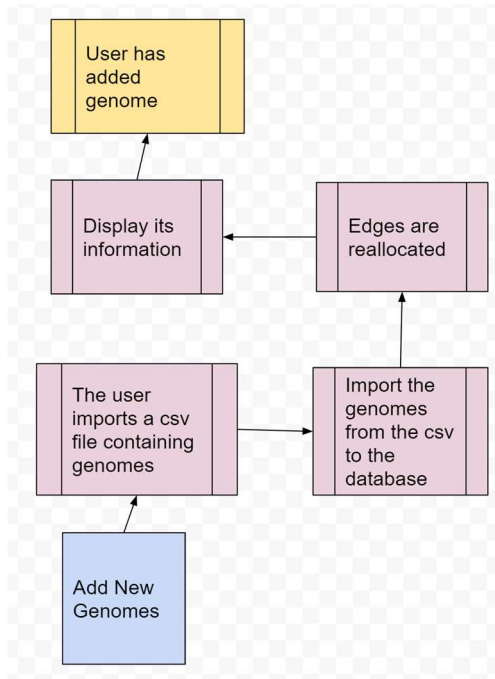 User has
added
genome
Display its
information
Edges are
reallocated
The user
imports a csv
file containing
genomes
Import the
genomes
from the csv
to the
database
Add New
Genomes